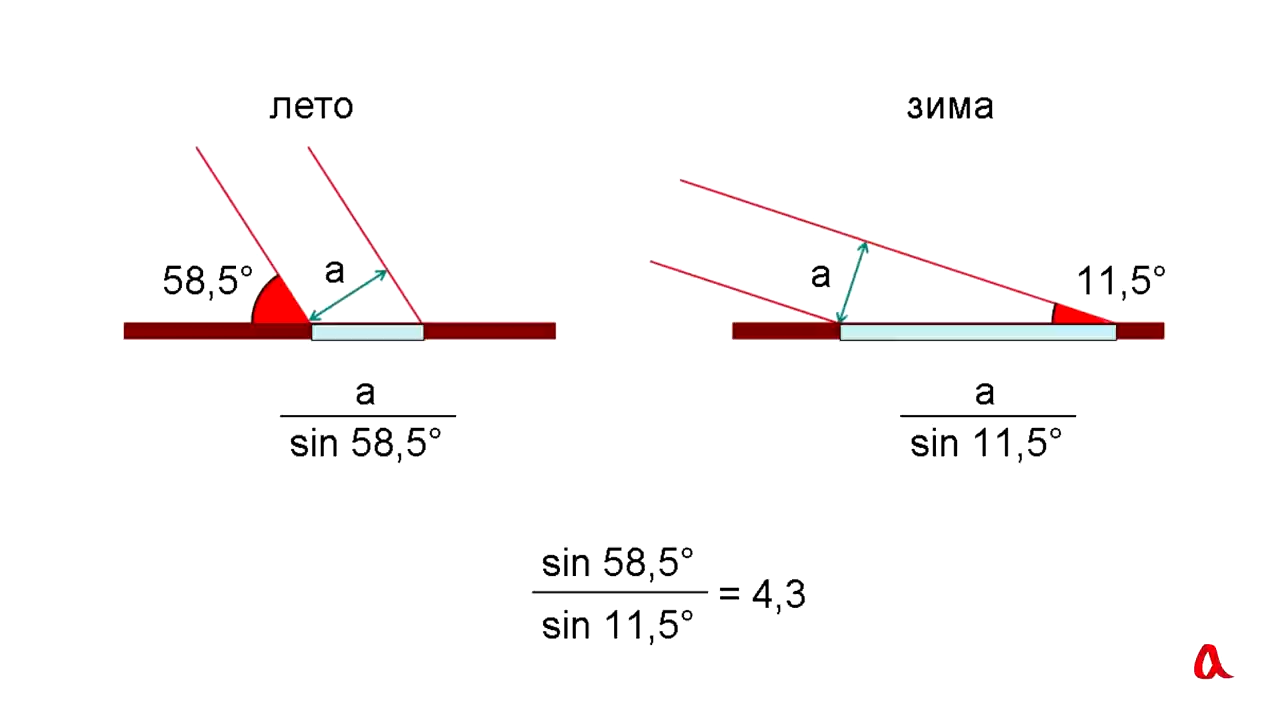 лето
зима
58,5°
a
a
11,5°
a
sin 58,5°
a
sin 11,5°
sin 58,5°
sin 11,5°
= 4,3
a